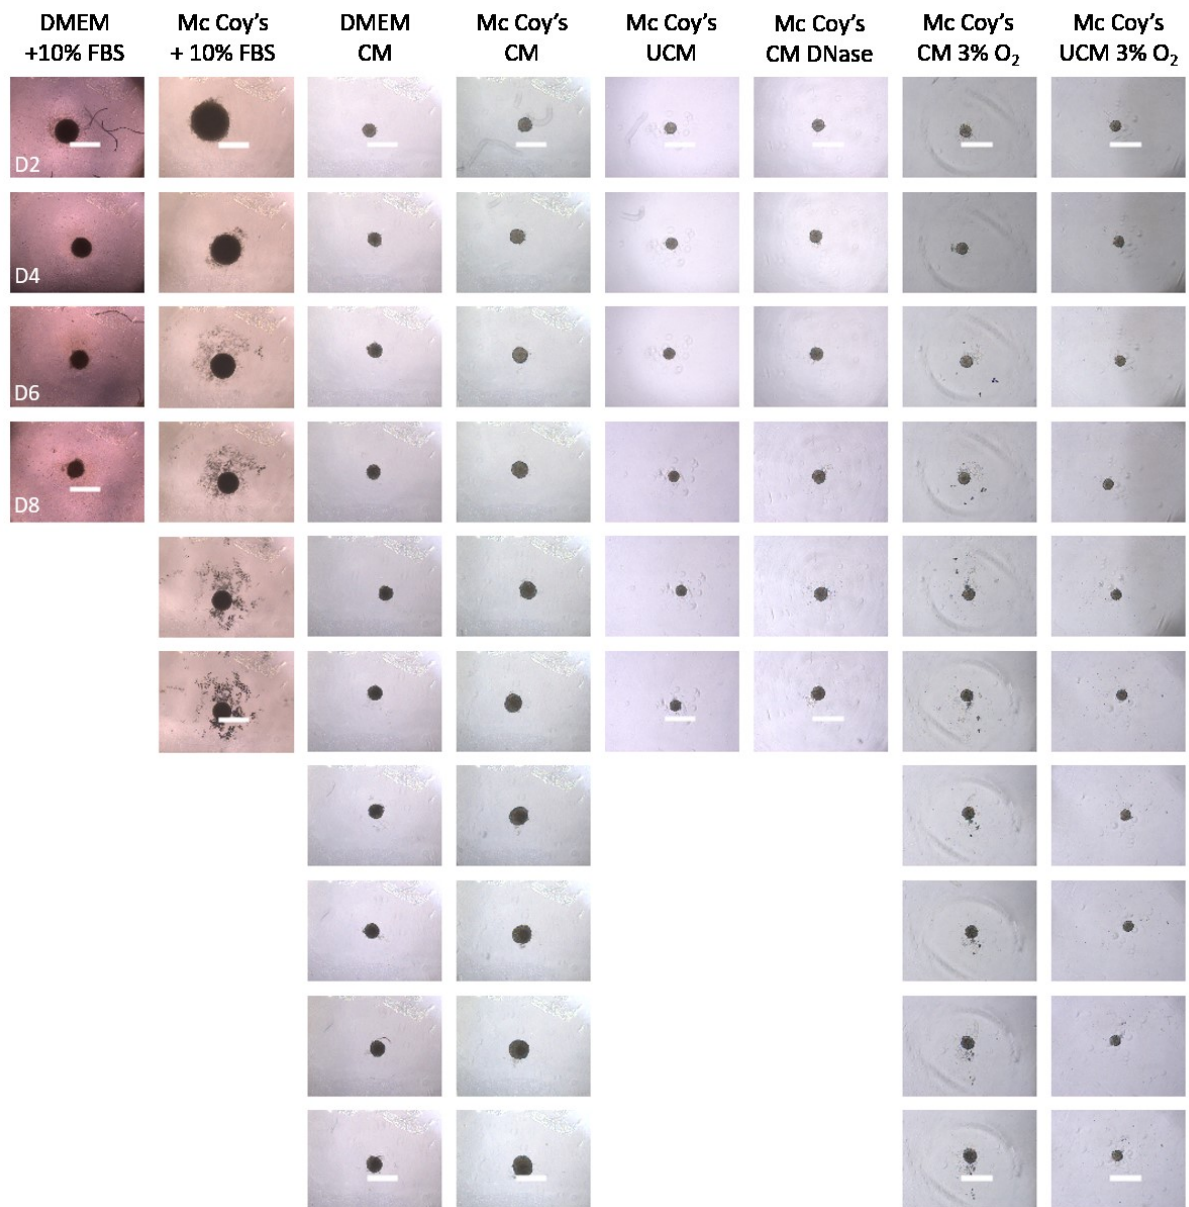 DMEM
+10% FBS
Mc Coy's
+ 10% FBS
DMEM
CM
Mc Coy's
CM
Mc Coy's
UCM
Mc Coy's
CM DNase
Mc Coy's
CM 3% O₂
Mc Coy's
UCM 3% O₂
D2
D4
D6
D8